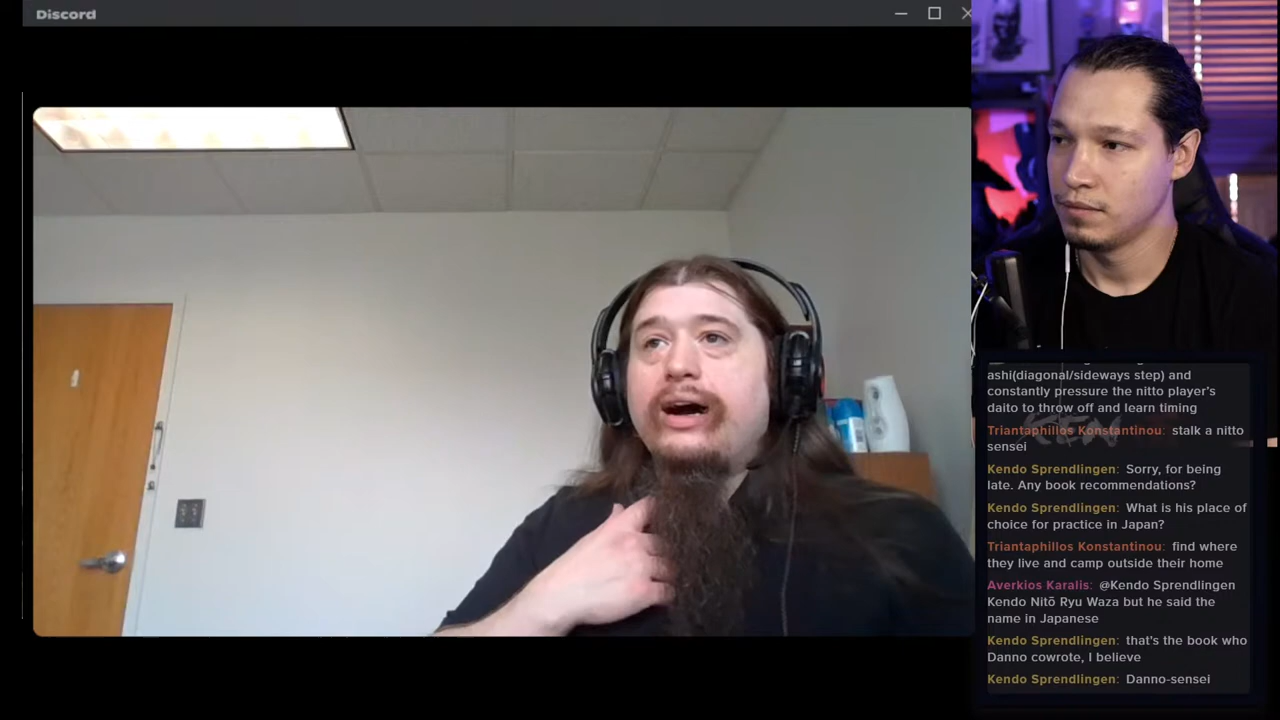 Discord
ashi(diagonal/sideways step) and
constantly pressure the nitto player's
daito to throw off and learn timing
Triantaphillos Konstantinou: stalk a nitto
sensei
Kendo Sprendlingen: Sorry, for being
late. Any book recommendations?
Kendo Sprendlingen: What is his place of
choice for practice in Japan?
Triantaphillos Konstantinou: find where
they live and camp outside their home
Averkios Karalis: @Kendo Sprendlingen
Kendo Nitō Ryu Waza but he said the
name in Japanese
Kendo Sprendlingen: that's the book who
Danno cowrote, I believe
Kendo Sprendlingen: Danno-sensei